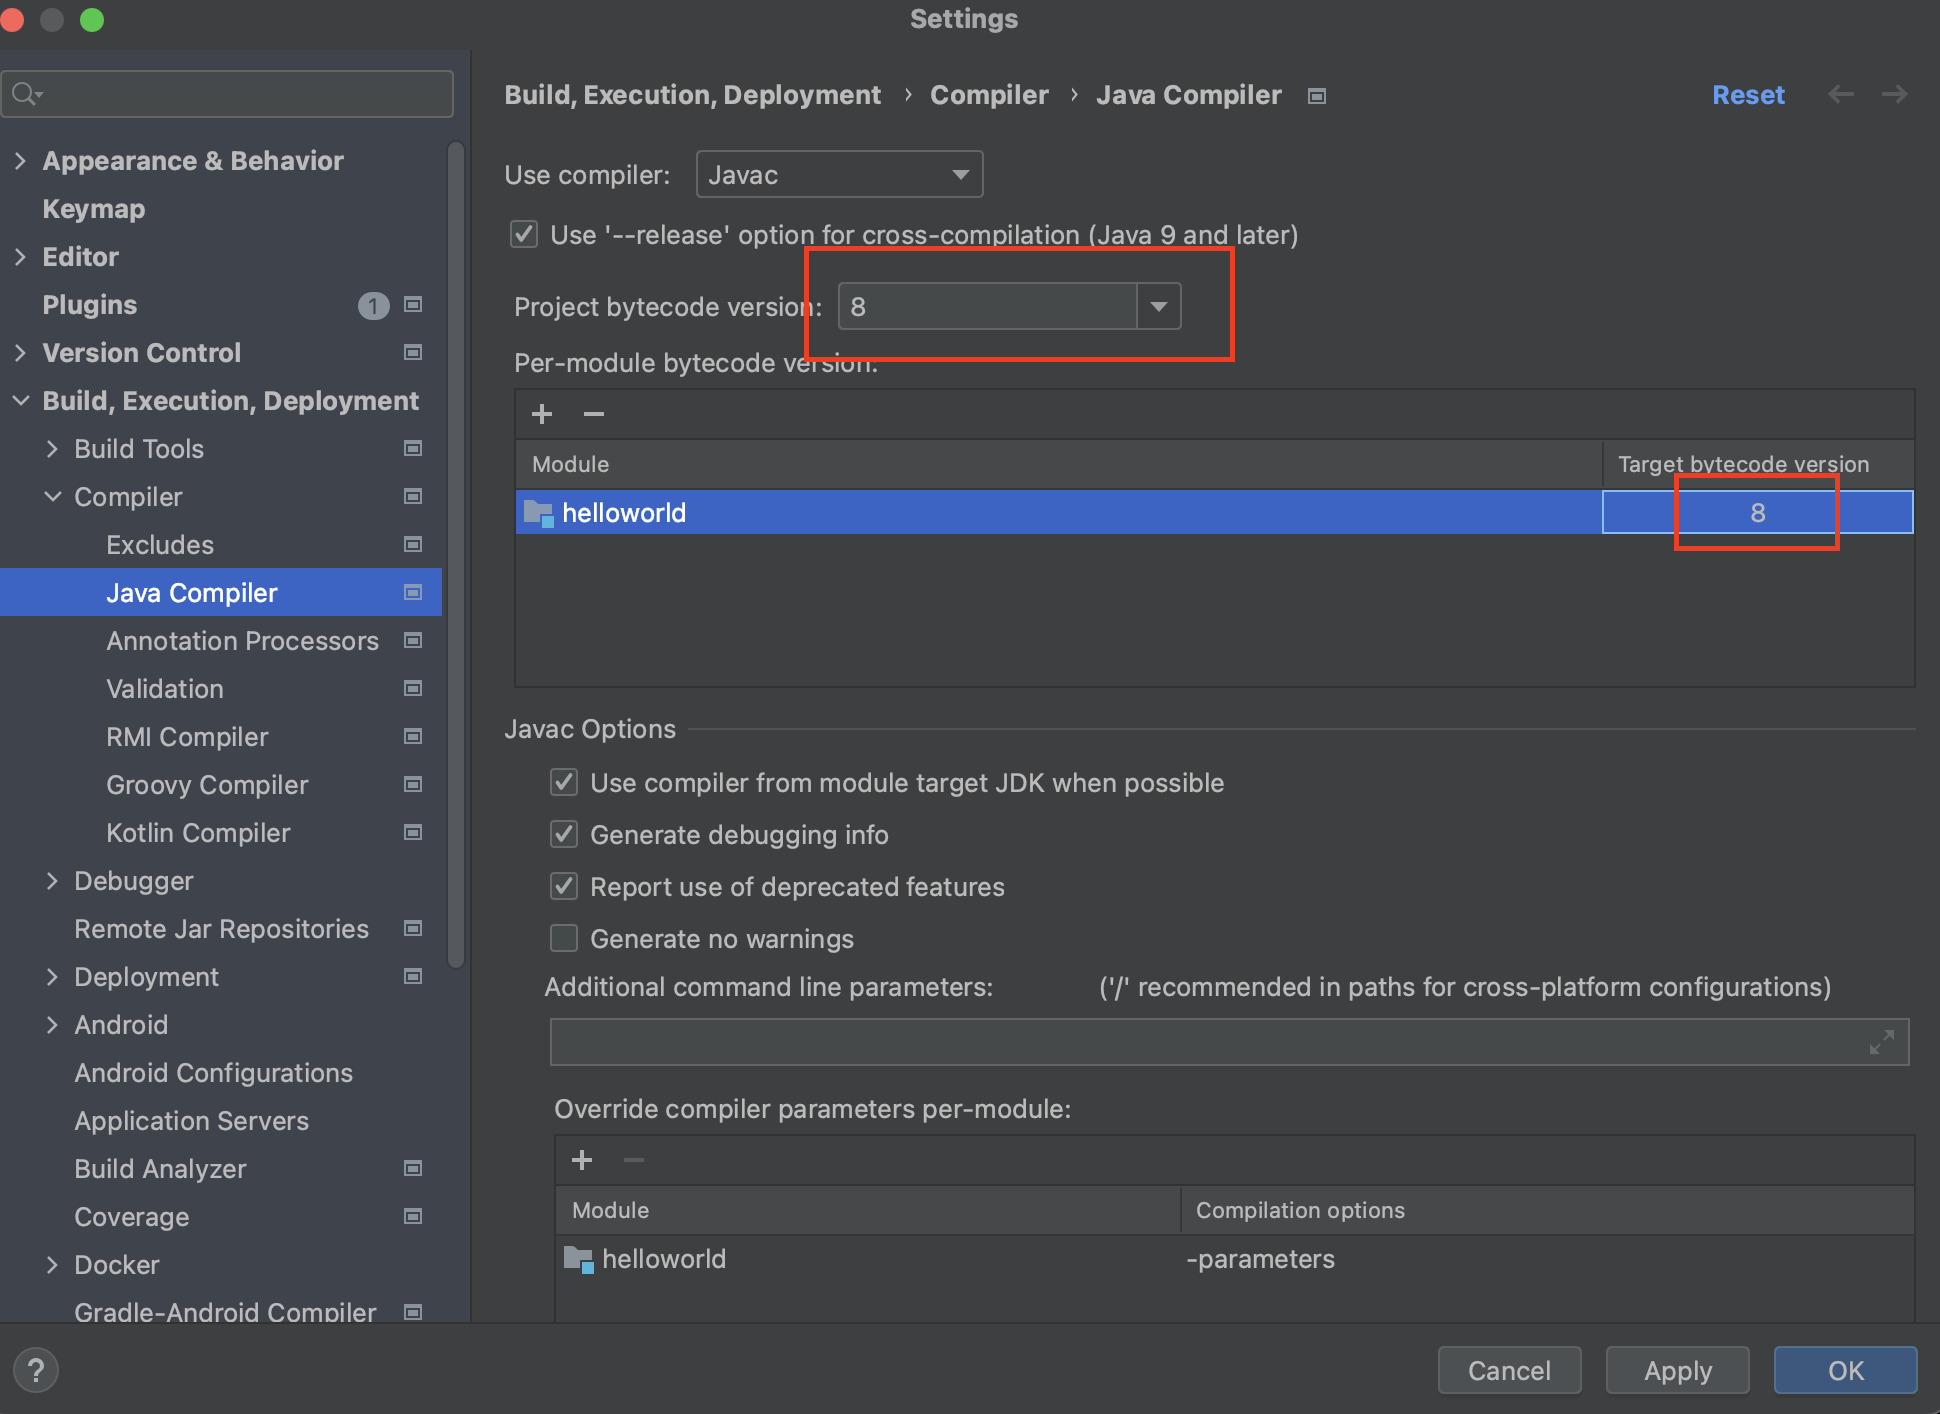 Settings
Appearance & Behavior
Keymap
Editor
Plugins 1
Version Control
Build, Execution, Deployment
Build Tools
Compiler
Excludes
Java Compiler
Annotation Processors
Validation
RMI Compiler
Groovy Compiler
Kotlin Compiler
Debugger
Remote Jar Repositories
Deployment
Android
Android Configurations
Application Servers
Build Analyzer
Coverage
Docker
Gradle-Android Compiler
Build, Execution, Deployment › Compiler › Java Compiler
Reset
Use compiler: Javac
Use '--release' option for cross-compilation (Java 9 and later)
Project bytecode version: 8
Per-module bytecode version:
Module Target bytecode version
helloworld 8
Javac Options
Use compiler from module target JDK when possible
Generate debugging info
Report use of deprecated features
Generate no warnings
Additional command line parameters: ('/' recommended in paths for cross-platform configurations)
Override compiler parameters per-module:
Module Compilation options
helloworld -parameters
? Cancel Apply OK